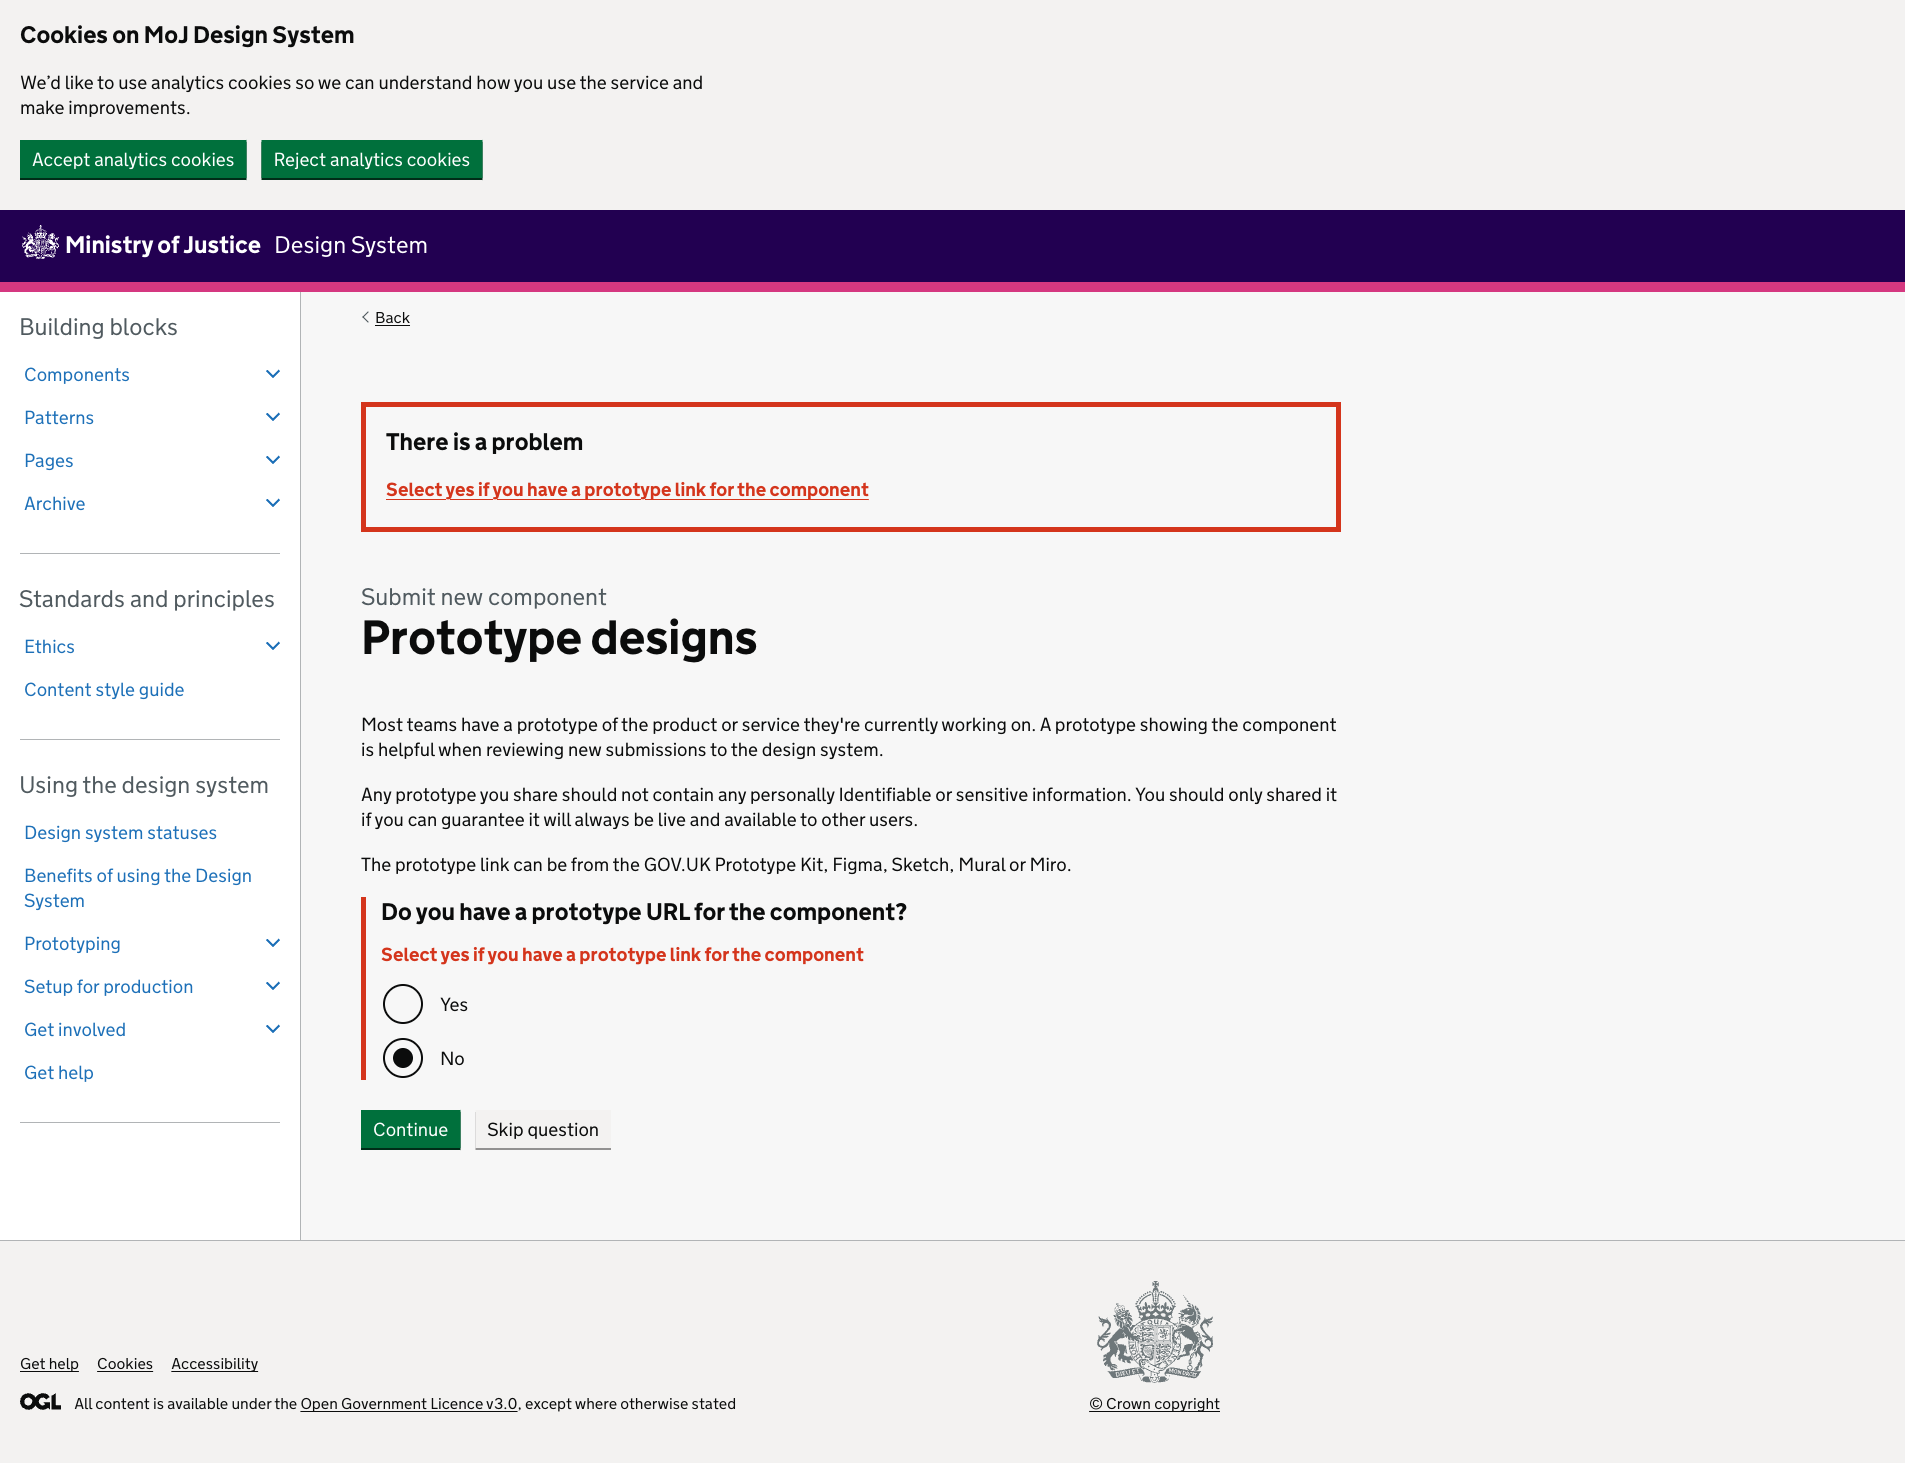 Cookies on MoJ Design System
We’d like to use analytics cookies so we can understand how you use the service and
make improvements.
Accept analytics cookies
Reject analytics cookies
Ministry of Justice Design System
Building blocks
Components
Patterns
Pages
Archive
Standards and principles
Ethics
Content style guide
Using the design system
Design system statuses
Benefits of using the Design
System
Prototyping
Setup for production
Get involved
Get help
Back
There is a problem
Select yes if you have a prototype link for the component
Submit new component
Prototype designs
Most teams have a prototype of the product or service they're currently working on. A prototype showing the component
is helpful when reviewing new submissions to the design system.
Any prototype you share should not contain any personally Identifiable or sensitive information. You should only shared it
if you can guarantee it will always be live and available to other users.
The prototype link can be from the GOV.UK Prototype Kit, Figma, Sketch, Mural or Miro.
Do you have a prototype URL for the component?
Select yes if you have a prototype link for the component
Yes
No
Continue
Skip question
Get help Cookies Accessibility
OGL All content is available under the Open Government Licence v3.0, except where otherwise stated
© Crown copyright